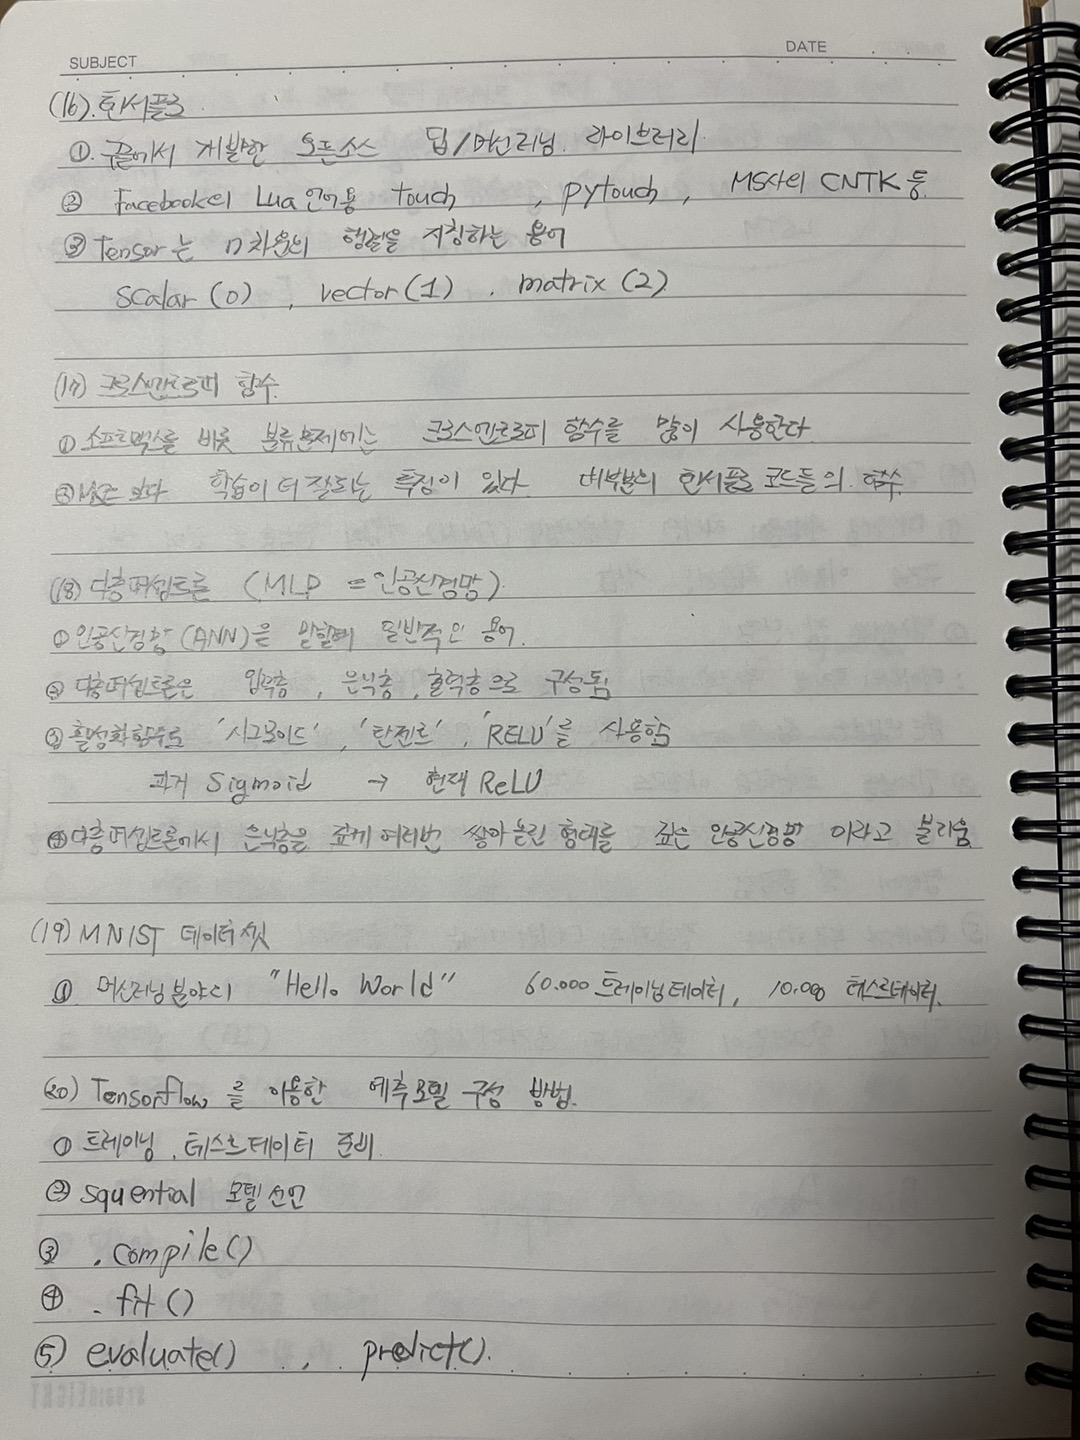 SUBJECT
DATE
(16). 텐서플로
①. 구글에서 개발한 오픈소스 딥/머신러닝. 라이브러리.
② Facebook의 Lua 언어용 touch , pytouch , MS사의 CNTK 등.
③ Tensor는 n차원의 행렬을 지칭하는 용어
scalar (0) , vector (1) . matrix (2)
(17) 크로스엔트로피 함수.
① 소프트맥스를 비롯 분류문제에는 크로스엔트로피 함수를 많이 사용한다.
② MSE 보다 학습이 더 잘되는 특징이 있다. 대부분의 텐서플로 코드들의 함수.
(18) 다층퍼셉트론 (MLP = 인공신경망)
① 인공신경망(ANN)을 말할때 일반적인 용어.
② 다층퍼셉트론은 입력층 , 은닉층 , 출력층으로 구성됨
③ 활성화함수로 '시그모이드' , '탄젠트' , 'RELU'를 사용함
과거 Sigmoid → 현재 ReLU
④ 다층퍼셉트론에서 은닉층을 깊게 여러번 쌓아올린 형태를 깊은 인공신경망 이라고 불리움.
(19) MNIST 데이터셋
① 머신러닝분야의 "Hello World" 60.000 트레이닝데이터, 10.000 테스트데이터.
(20) Tensorflow 를 이용한 예측모델 구성 방법.
① 트레이닝 . 테스트데이터 준비.
② squential 모델 선언
③ . compile ()
④ . fit ()
⑤ evaluate() , predict().